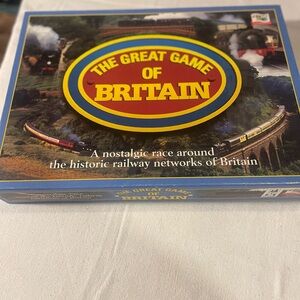 THE GREAT GAME
OF
BRITAIN
A nostalgic race around
the historic railway networks of Britain
THE GREAT GAME
OF
BRITAIN